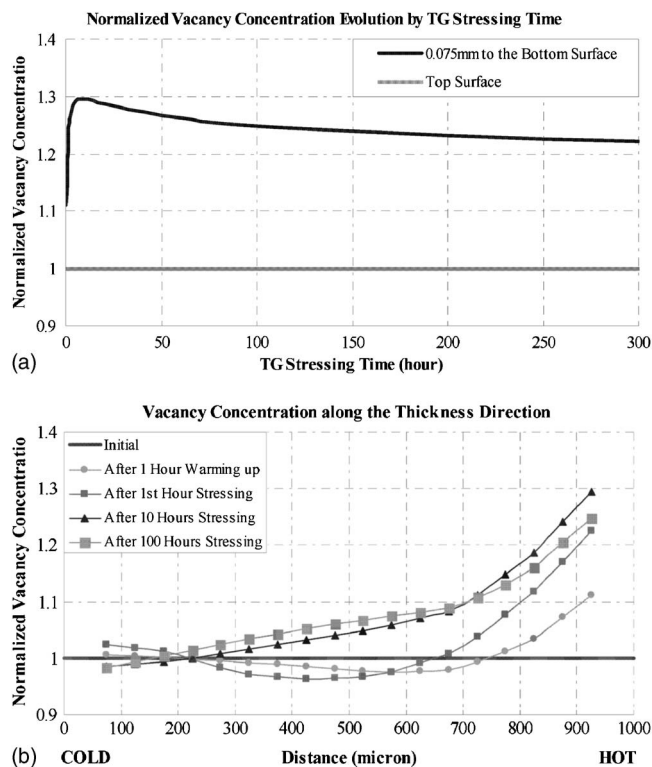 Normalized Vacancy Concentration Evolution by TG Stressing Time
1.4
1.3
1.2
1.1
1
0.9
Normalized Vacancy Concentratio
0.075mm to the Bottom Surface
Top Surface
0 50 100 150 200 250 300
(a) TG Stressing Time (hour)
Vacancy Concentration along the Thickness Direction
1.4
1.3
1.2
1.1
1
0.9
Normalized Vacancy Concentratio
Initial
After 1 Hour Warming up
After 1st Hour Stressing
After 10 Hours Stressing
After 100 Hours Stressing
0 100 200 300 400 500 600 700 800 900 1000
(b) COLD Distance (micron) HOT